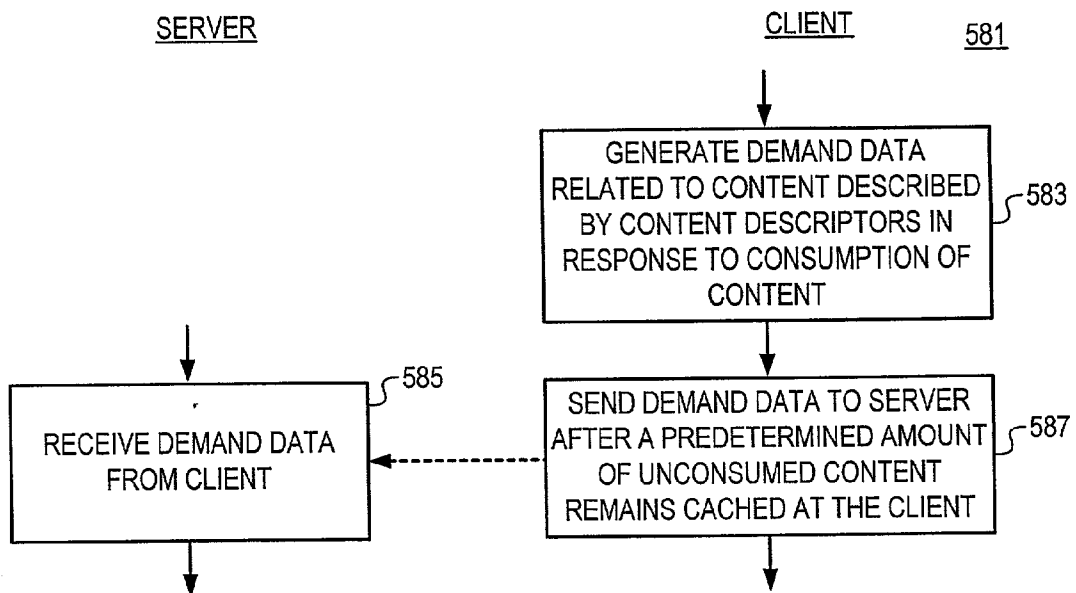 SERVER
CLIENT
581
GENERATE DEMAND DATA
RELATED TO CONTENT DESCRIBED
BY CONTENT DESCRIPTORS IN
RESPONSE TO CONSUMPTION OF
CONTENT
583
585
RECEIVE DEMAND DATA
FROM CLIENT
SEND DEMAND DATA TO SERVER
AFTER A PREDETERMINED AMOUNT
OF UNCONSUMED CONTENT
REMAINS CACHED AT THE CLIENT
587